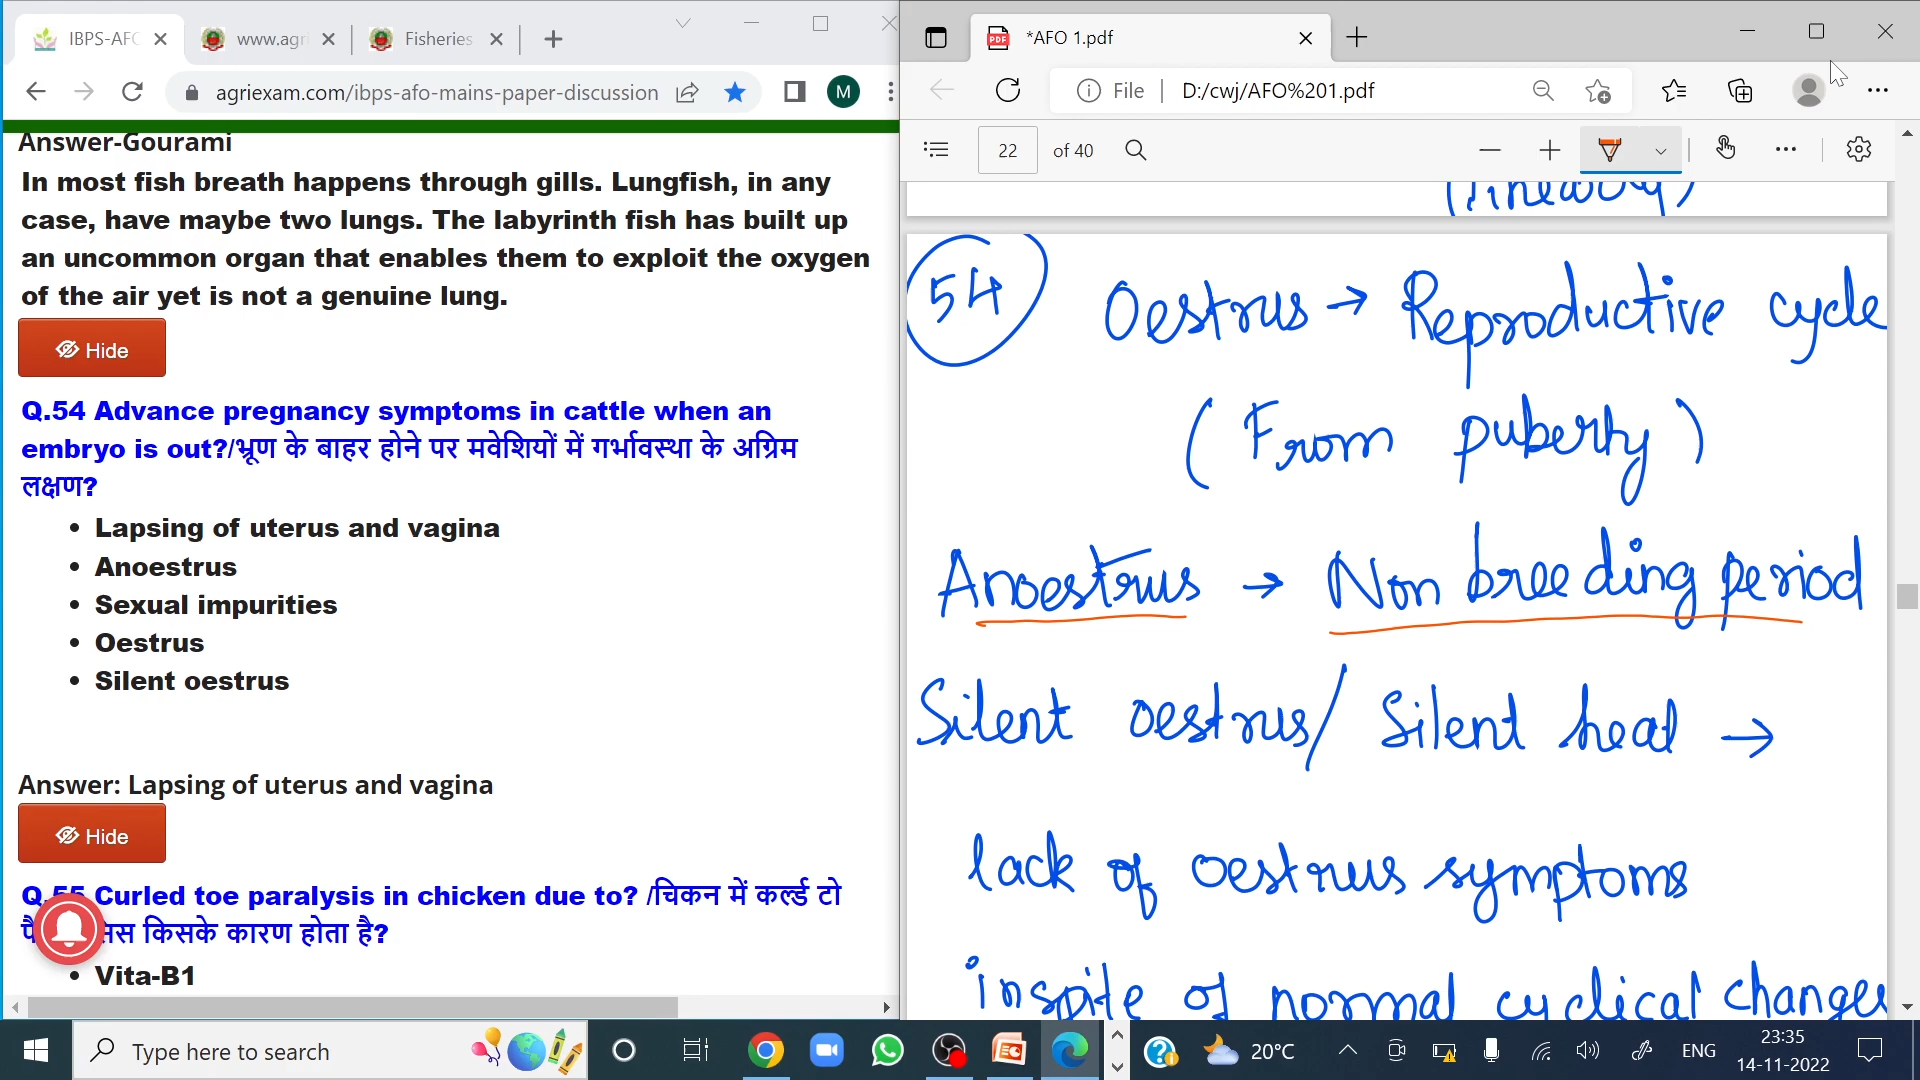 IBPS-AFC
www.agri
Fisheries
agriexam.com/ibps-afo-mains-paper-discussion
M
Answer-Gourami
In most fish breath happens through gills. Lungfish, in any
case, have maybe two lungs. The labyrinth fish has built up
an uncommon organ that enables them to exploit the oxygen
of the air yet is not a genuine lung.
Hide
Q.54 Advance pregnancy symptoms in cattle when an
embryo is out?/भ्रूण के बाहर होने पर मवेशियों में गर्भावस्था के अग्रिम
लक्षण?
• Lapsing of uterus and vagina
• Anoestrus
• Sexual impurities
• Oestrus
• Silent oestrus
Answer: Lapsing of uterus and vagina
Hide
Q.55 Curled toe paralysis in chicken due to? /चिकन में कर्ल्ड टो
किसके कारण होता है?
• Vita-B1
*AFO 1.pdf
File
D:/cwj/AFO%201.pdf
22 of 40
54 Oestrus → Reproductive cycle
(From puberty)
Anoestrus → Non breeding period
Silent oestrus/ Silent heat →
lack of oestrus symptoms
inspite of normal cyclical changes
Type here to search
20°C
ENG
23:35
14-11-2022